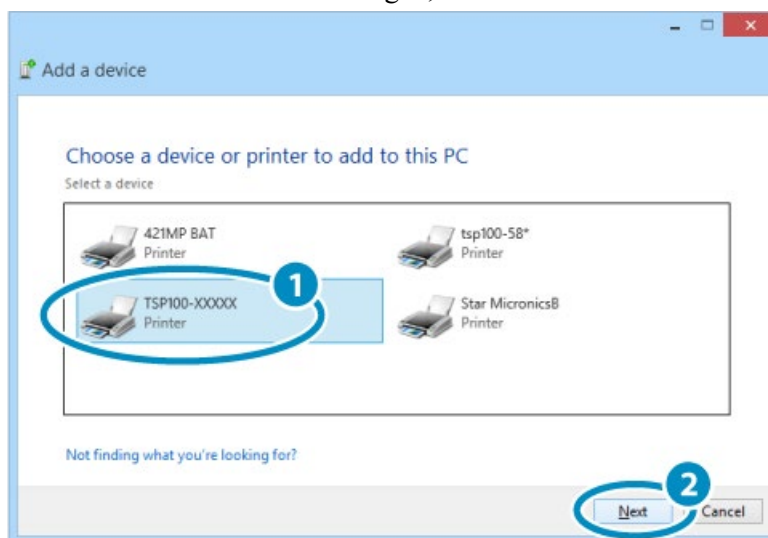 Add a device
Choose a device or printer to add to this PC
Select a device
421MP BAT
Printer
tsp100-58*
Printer
1
TSP100-XXXXX
Printer
Star MicronicsB
Printer
Not finding what you're looking for?
2
Next
Cancel